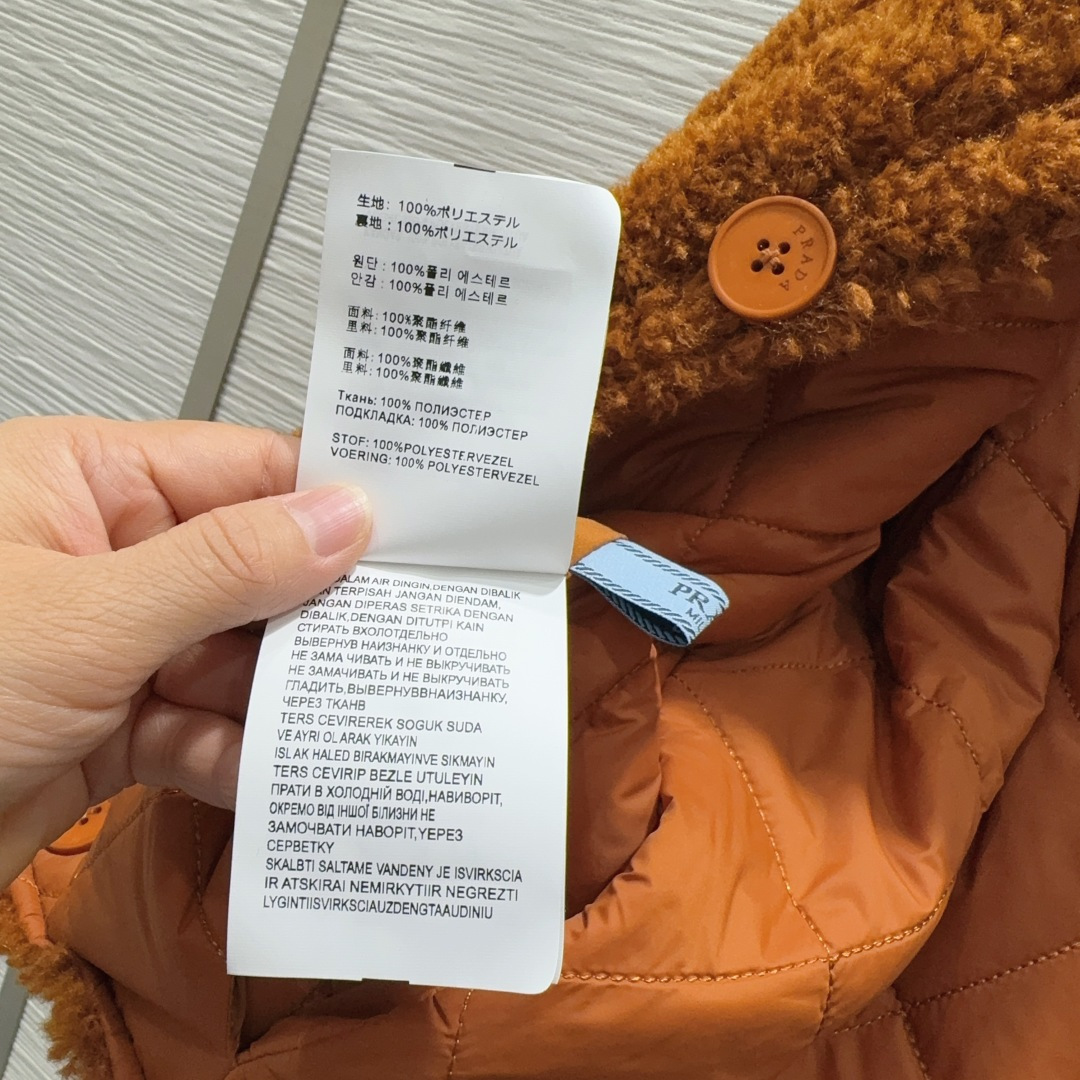 生地: 100%ポリエステル
裏地: 100%ポリエステル
원단: 100%폴리 에스테르
안감: 100%폴리 에스테르
面料: 100%聚酯纤维
里料: 100%聚酯纤维
面料: 100%聚酯纖維
里料: 100%聚酯纖維
Ткань: 100% ПОЛИЭСТЕР
ПОДКЛАДКА: 100% ПОЛИЭСТЕР
STOF: 100%POLYESTERVEZEL
VOERING: 100% POLYESTERVEZEL
DALAM AIR DINGIN,DENGAN DIBALIK
TERPISAH JANGAN DIENDAM,
JANGAN DIPERAS SETRIKA DENGAN
DIBALIK,DENGAN DITUTPI KAIN
СТИРАТЬ ВХОЛОТДЕЛЬНО
ВЫВЕРНУВ НАИЗНАНКУ И ОТДЕЛЬНО
НЕ ЗАМА ЧИВАТЬ И НЕ ВЫКРУЧИВАТЬ
НЕ ЗАМАЧИВАТЬ И НЕ ВЫКРУЧИВАТЬ
ГЛАДИТЬ,ВЫВЕРНУВВНАИЗНАНКУ,
ЧЕРЕЗ ТКАНВ
TERS CEVIREREK SOGUK SUDA
VE AYRI OL ARAK YIKAYIN
ISLAK HALED BIRAKMAYINVE SIKMAYIN
TERS CEVIRIP BEZLE UTULEYIN
ПРАТИ В ХОЛОДНІЙ ВОДІ,НАВИВОРІТ,
ОКРЕМО ВІД ІНШОЇ БІЛИЗНИ НЕ
ЗАМОЧВАТИ НАВОРІТ,ҮЕРЕЗ
СЕРВЕТКУ
SKALBTI SALTAME VANDENY JE ISVIRKSCIA
IR ATSKIRAI NEMIRKYTIIR NEGREZTI
LYGINTIISVIRKSCIAUZDENGTAAUDINIU
PRADA
PR
MIL